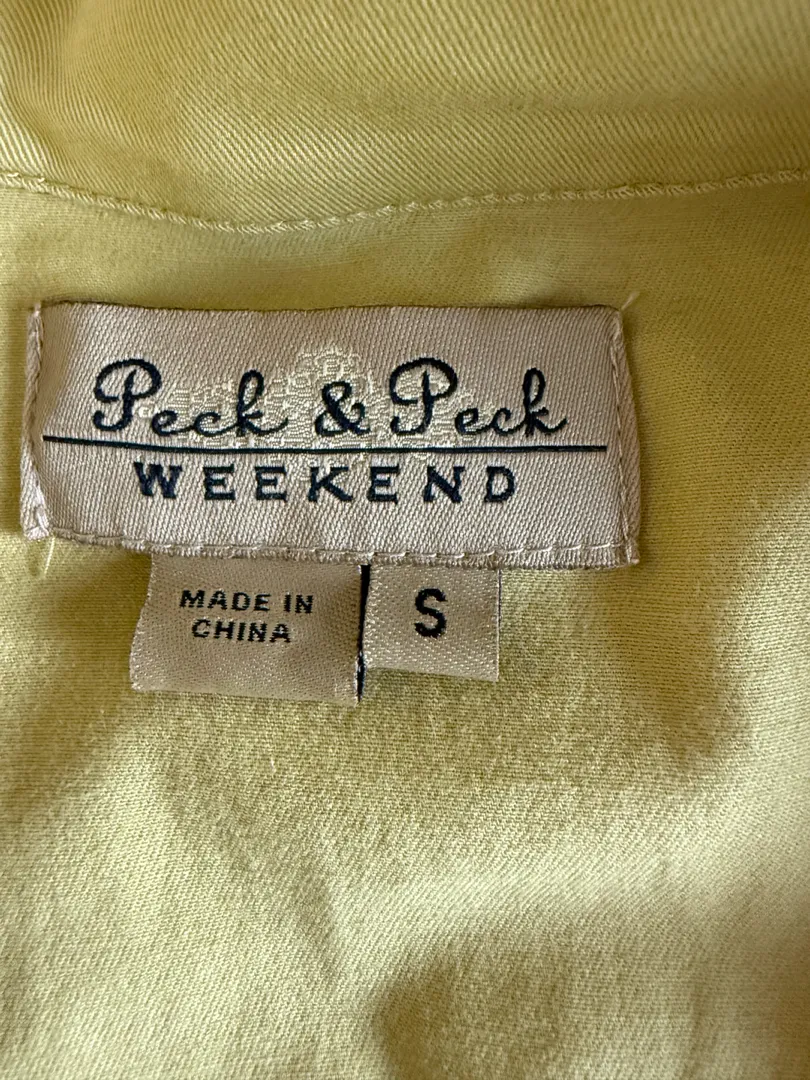 Peck & Peck
WEEKEND
MADE IN
CHINA
S